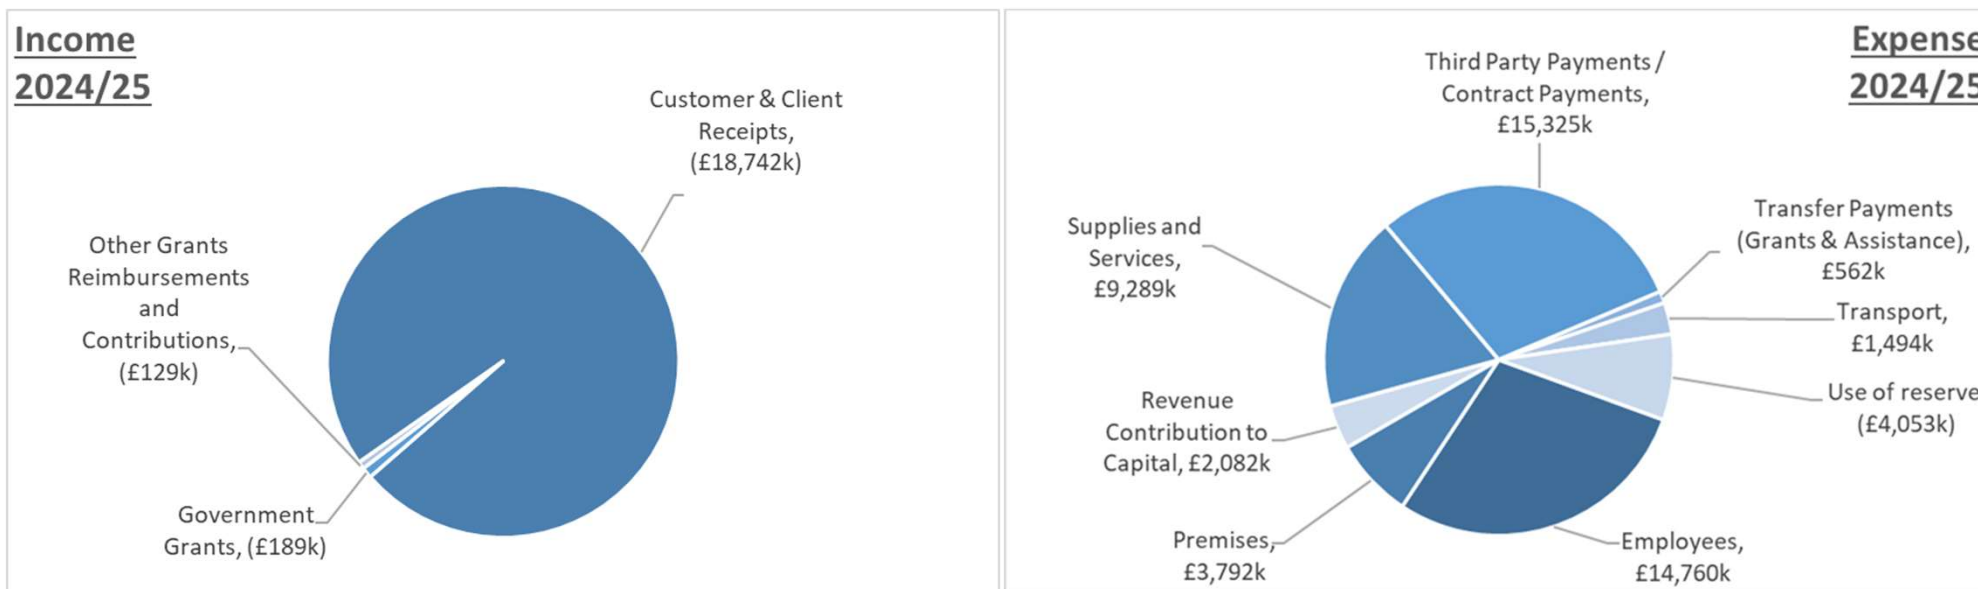 Income
2024/25
Customer & Client
Receipts,
(£18,742k)
Other Grants
Reimbursements
and
Contributions,
(£129k)
Government
Grants, (£189k)
Expense
2024/25
Third Party Payments /
Contract Payments,
£15,325k
Transfer Payments
(Grants & Assistance),
£562k
Supplies and
Services,
£9,289k
Transport,
£1,494k
Use of reserve
(£4,053k)
Revenue
Contribution to
Capital, £2,082k
Premises,
£3,792k
Employees,
£14,760k